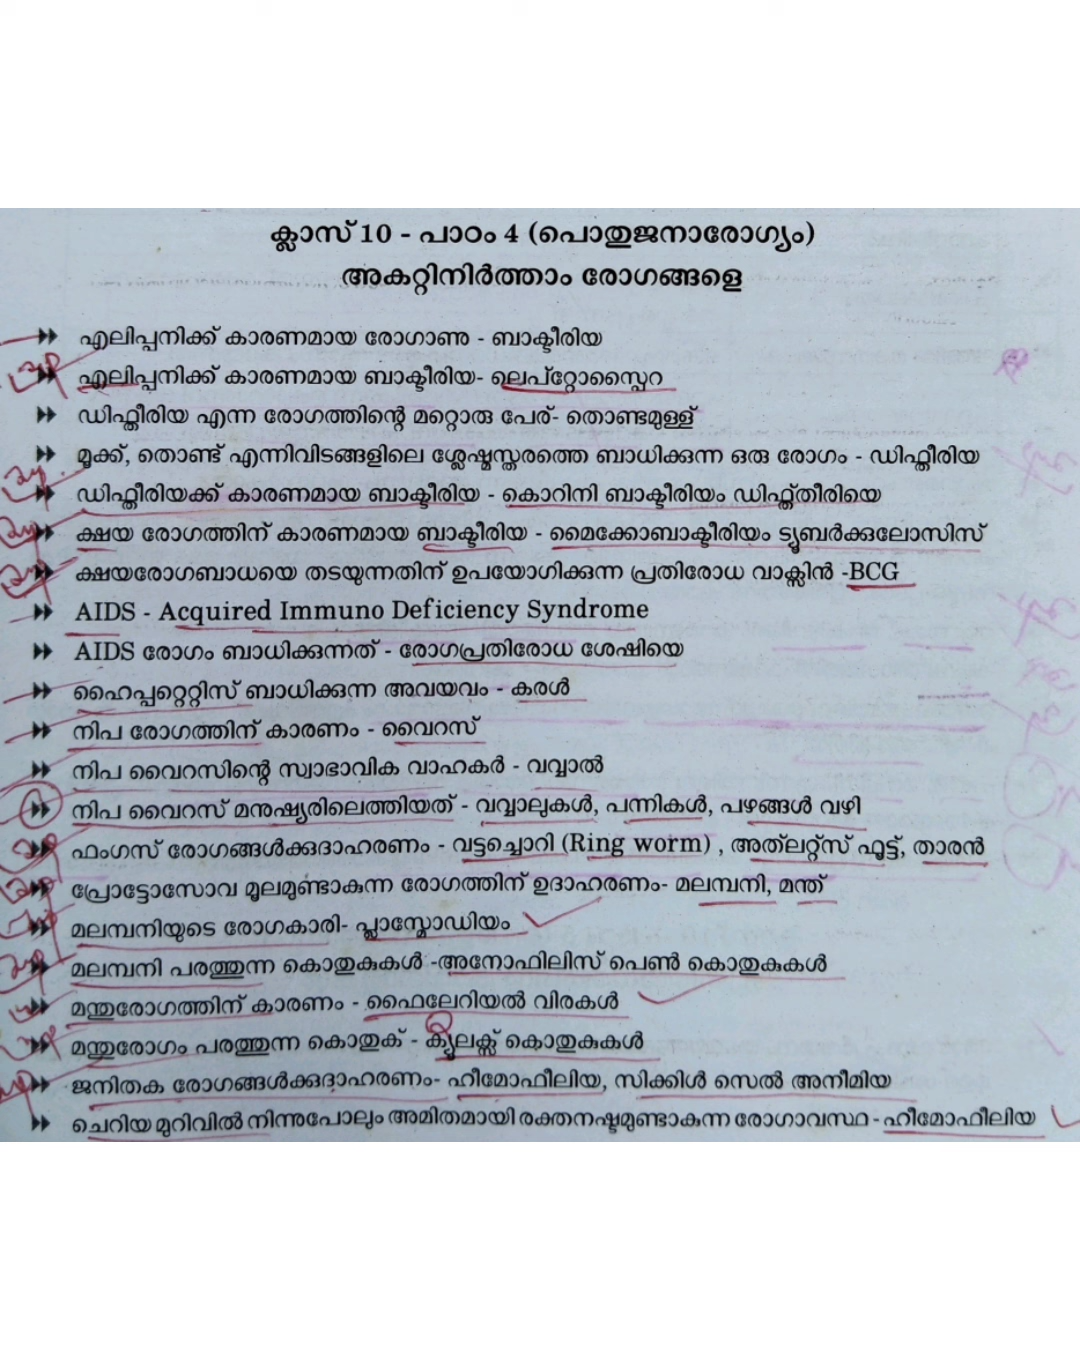 ക്ലാസ് 10 - പാഠം 4 (പൊതുജനാരോഗ്യം)
അകറ്റിനിർത്താം രോഗങ്ങളെ
എലിപ്പനിക്ക് കാരണമായ രോഗാണു - ബാക്ടീരിയ
എലിപ്പനിക്ക് കാരണമായ ബാക്ടീരിയ- ലെപ്റ്റോസ്പൈറ
ഡിഫ്തീരിയ എന്ന രോഗത്തിന്റെ മറ്റൊരു പേര്- തൊണ്ടമുള്ള്
മൂക്ക്, തൊണ്ട് എന്നിവിടങ്ങളിലെ ശ്ലേഷ്മസ്തരത്തെ ബാധിക്കുന്ന ഒരു രോഗം - ഡിഫ്തീരിയ
ഡിഫ്തീരിയക്ക് കാരണമായ ബാക്ടീരിയ - കൊറിനി ബാക്ടീരിയം ഡിഫ്ത്തീരിയെ
ക്ഷയ രോഗത്തിന് കാരണമായ ബാക്ടീരിയ - മൈക്കോബാക്ടീരിയം ട്യൂബർക്കുലോസിസ്
ക്ഷയരോഗബാധയെ തടയുന്നതിന് ഉപയോഗിക്കുന്ന പ്രതിരോധ വാക്സിൻ -BCG
AIDS - Acquired Immuno Deficiency Syndrome
AIDS രോഗം ബാധിക്കുന്നത് - രോഗപ്രതിരോധ ശേഷിയെ
ഹൈപ്പറ്റൈറ്റിസ് ബാധിക്കുന്ന അവയവം - കരൾ
നിപ രോഗത്തിന് കാരണം - വൈറസ്
നിപ വൈറസിന്റെ സ്വാഭാവിക വാഹകർ - വവ്വാൽ
നിപ വൈറസ് മനുഷ്യരിലെത്തിയത് - വവ്വാലുകൾ, പന്നികൾ, പഴങ്ങൾ വഴി
ഫംഗസ് രോഗങ്ങൾക്കുദാഹരണം - വട്ടച്ചൊറി (Ring worm) , അത്‌ലറ്റ്സ് ഫൂട്ട്, താരൻ
പ്രോട്ടോസോവ മൂലമുണ്ടാകുന്ന രോഗത്തിന് ഉദാഹരണം- മലമ്പനി, മന്ത്
മലമ്പനിയുടെ രോഗകാരി- പ്ലാസ്മോഡിയം
മലമ്പനി പരത്തുന്ന കൊതുകുകൾ -അനോഫിലിസ് പെൺ കൊതുകുകൾ
മന്തുരോഗത്തിന് കാരണം - ഫൈലേറിയൽ വിരകൾ
മന്തുരോഗം പരത്തുന്ന കൊതുക് - ക്യൂലക്സ് കൊതുകുകൾ
ജനിതക രോഗങ്ങൾക്കുദാഹരണം- ഹീമോഫീലിയ, സിക്കിൾ സെൽ അനീമിയ
ചെറിയ മുറിവിൽ നിന്നുപോലും അമിതമായി രക്തനഷ്ടമുണ്ടാകുന്ന രോഗാവസ്ഥ - ഹീമോഫീലിയ